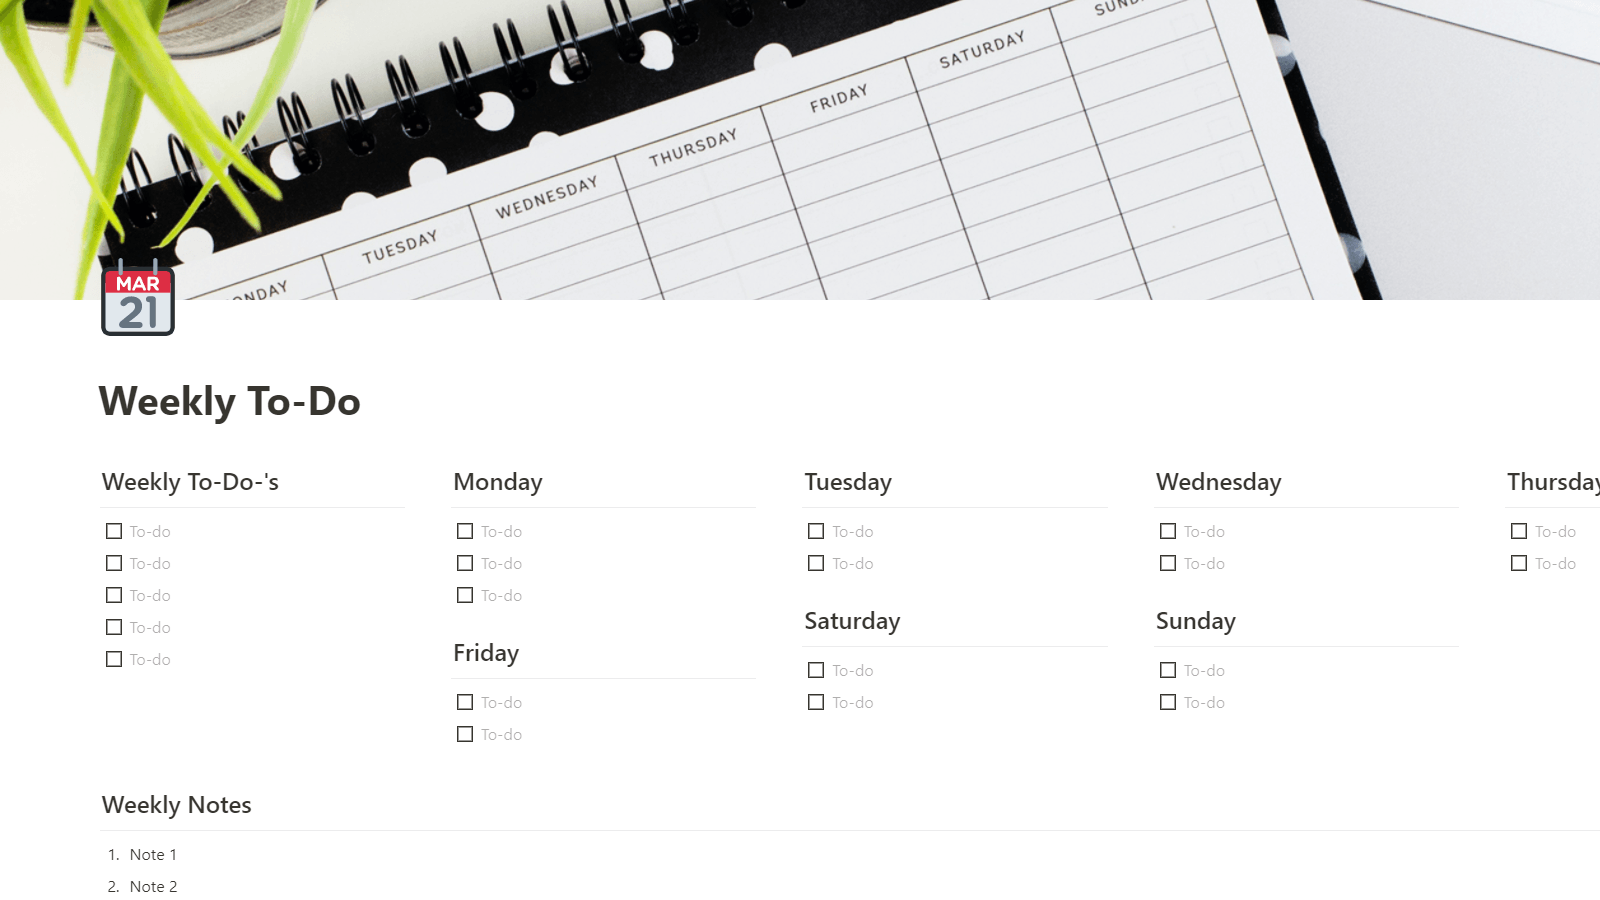 SUND
SATURDAY
FRIDAY
THURSDAY
WEDNESDAY
TUESDAY
ONDAY
MAR
21
Weekly To-Do
Weekly To-Do-'s
To-do
To-do
To-do
To-do
To-do
Monday
To-do
To-do
To-do
Friday
To-do
To-do
Tuesday
To-do
To-do
Saturday
To-do
To-do
Wednesday
To-do
To-do
Sunday
To-do
To-do
Thursday
To-do
To-do
Weekly Notes
1. Note 1
2. Note 2